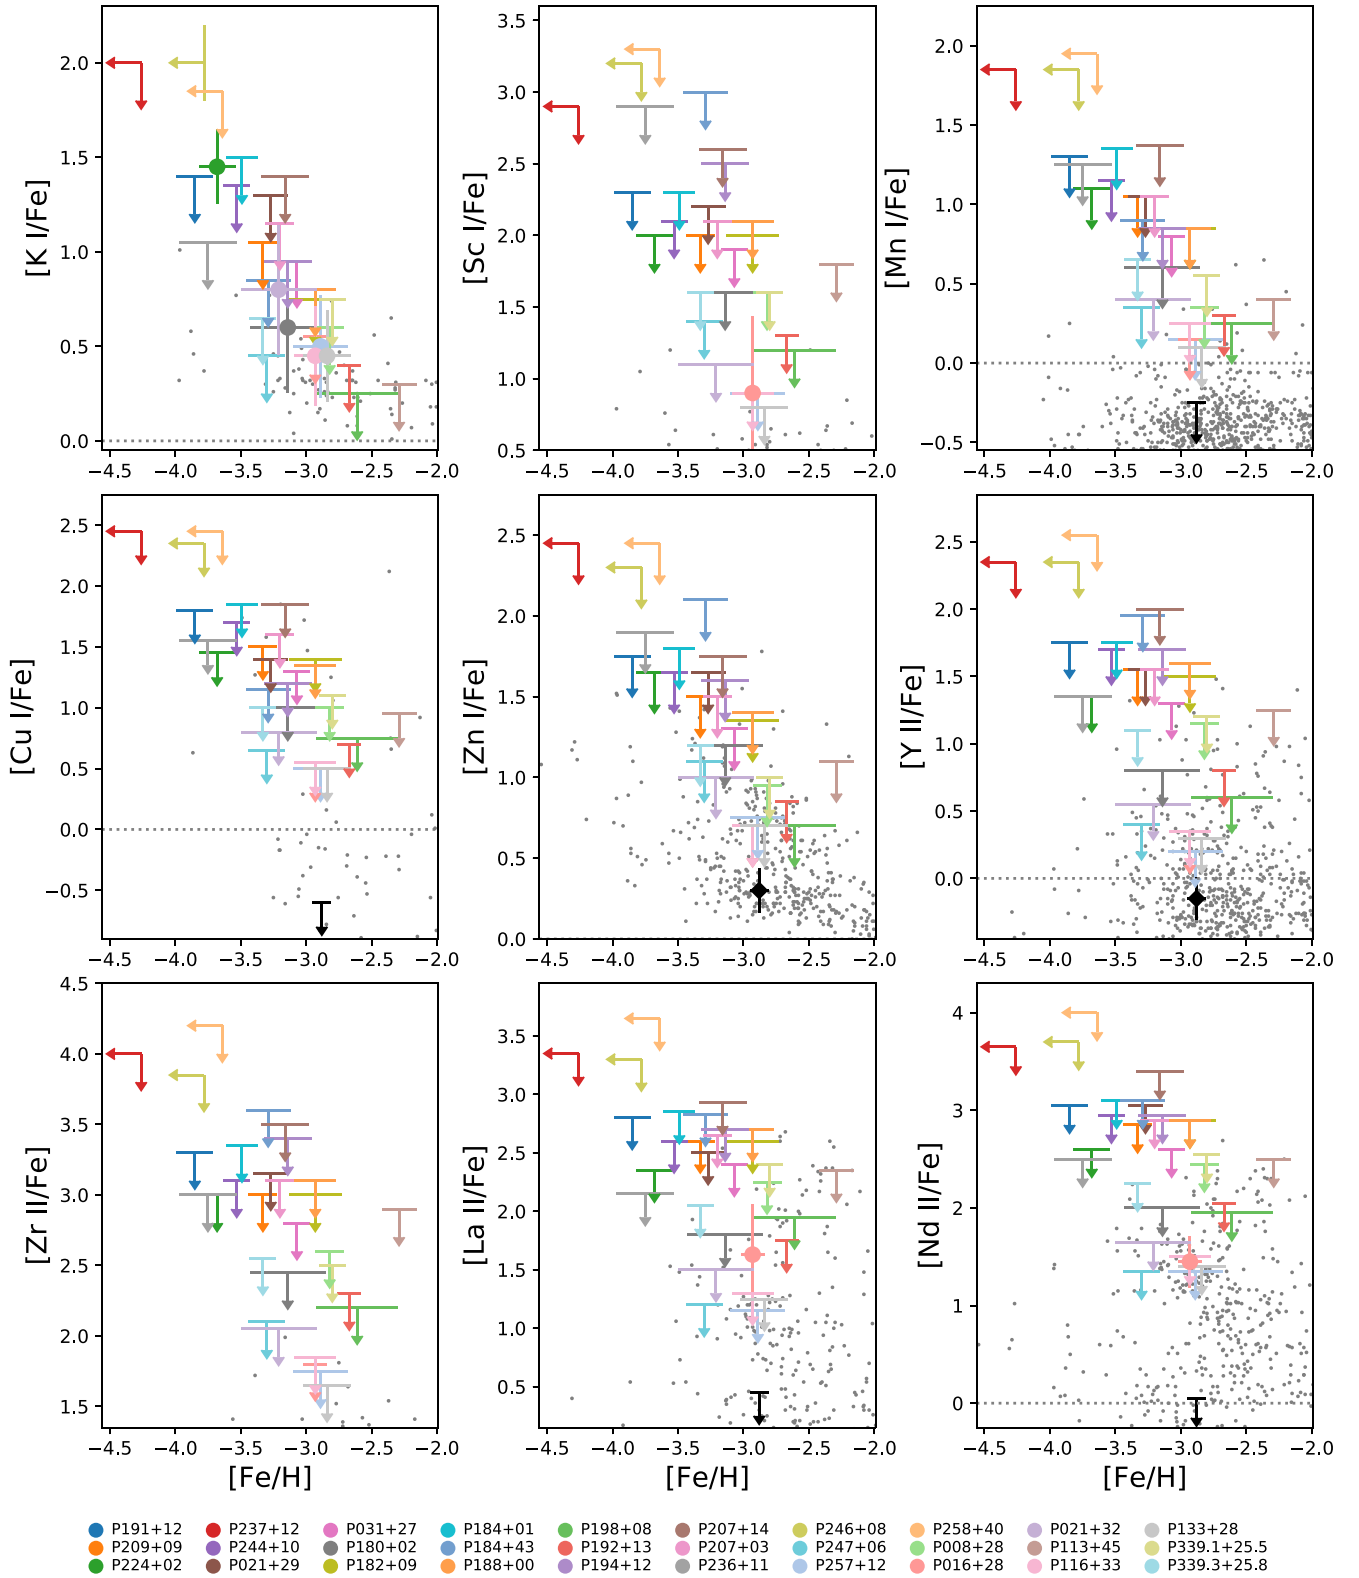 [K I/Fe]
2.0
1.5
1.0
0.5
0.0
−4.5 −4.0 −3.5 −3.0 −2.5 −2.0
[Sc I/Fe]
3.5
3.0
2.5
2.0
1.5
1.0
0.5
−4.5 −4.0 −3.5 −3.0 −2.5 −2.0
[Mn I/Fe]
2.0
1.5
1.0
0.5
0.0
−0.5
−4.5 −4.0 −3.5 −3.0 −2.5 −2.0
[Cu I/Fe]
2.5
2.0
1.5
1.0
0.5
0.0
−0.5
−4.5 −4.0 −3.5 −3.0 −2.5 −2.0
[Zn I/Fe]
2.5
2.0
1.5
1.0
0.5
0.0
−4.5 −4.0 −3.5 −3.0 −2.5 −2.0
[Y II/Fe]
2.5
2.0
1.5
1.0
0.5
0.0
−4.5 −4.0 −3.5 −3.0 −2.5 −2.0
[Zr II/Fe]
4.5
4.0
3.5
3.0
2.5
2.0
1.5
−4.5 −4.0 −3.5 −3.0 −2.5 −2.0
[Fe/H]
[La II/Fe]
3.5
3.0
2.5
2.0
1.5
1.0
0.5
−4.5 −4.0 −3.5 −3.0 −2.5 −2.0
[Fe/H]
[Nd II/Fe]
4
3
2
1
0
−4.5 −4.0 −3.5 −3.0 −2.5 −2.0
[Fe/H]
P191+12 P237+12 P031+27 P184+01 P198+08 P207+14 P246+08 P258+40 P021+32 P133+28
P209+09 P244+10 P180+02 P184+43 P192+13 P207+03 P247+06 P008+28 P113+45 P339.1+25.5
P224+02 P021+29 P182+09 P188+00 P194+12 P236+11 P257+12 P016+28 P116+33 P339.3+25.8